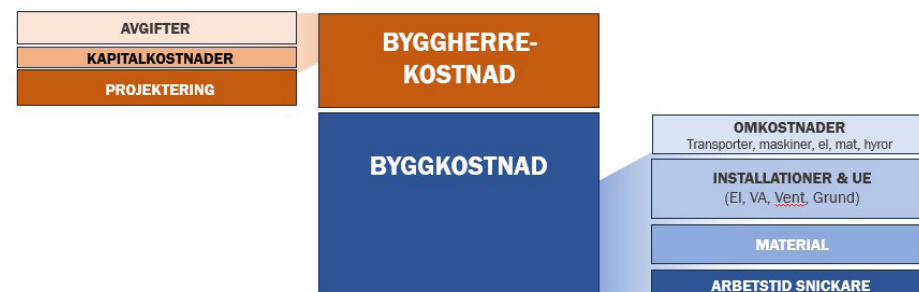 AVGIFTER
KAPITALKOSTNADER
PROJEKTERING
BYGGHERRE-
KOSTNAD
BYGGKOSTNAD
OMKOSTNADER
Transporter, maskiner, el, mat, hyror
INSTALLATIONER & UE
(El, VA, Vent, Grund)
MATERIAL
ARBETSTID SNICKARE